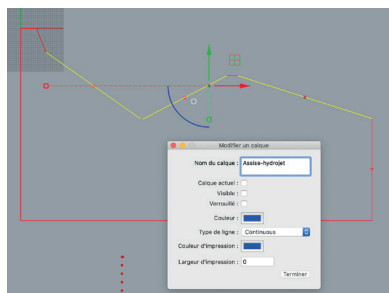 Modifier un calque
Nom du calque : Assise-hydrojet
Calque actuel :
Visible :
Verrouillé :
Couleur :
Type de ligne : Continuous
Couleur d'impression :
Largeur d'impression : 0
Terminer